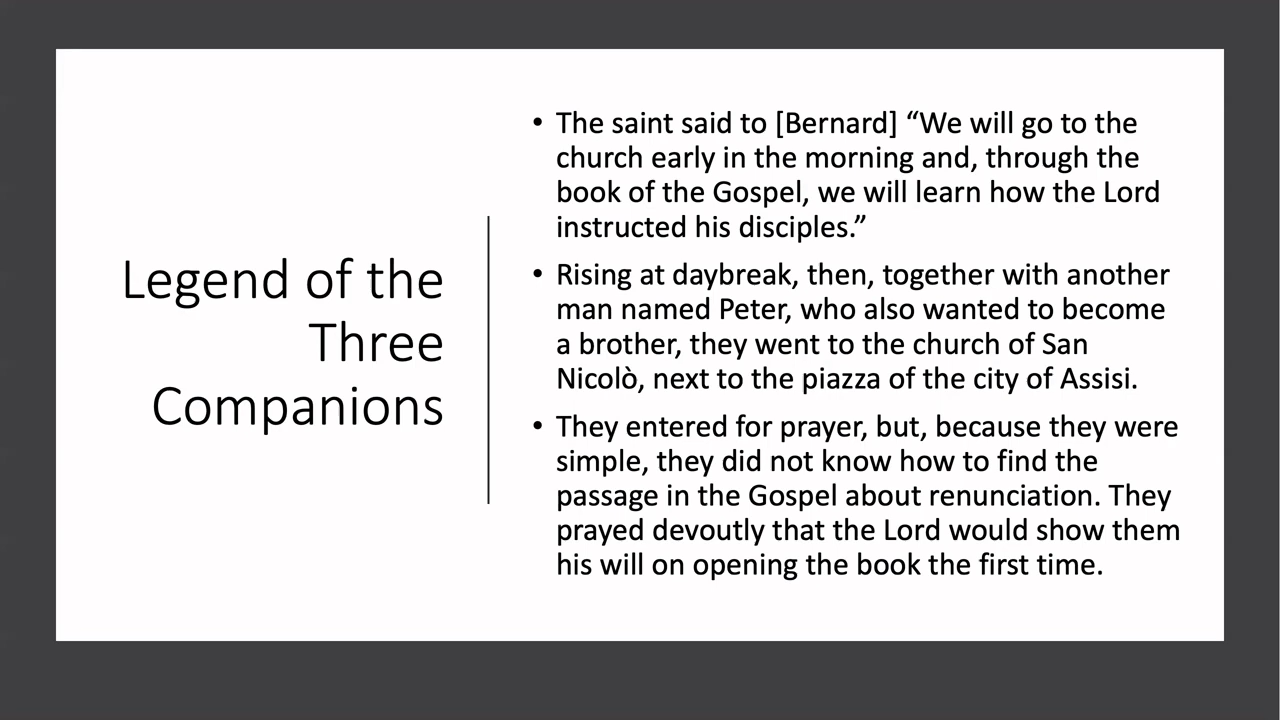 Legend of the
Three
Companions
• The saint said to [Bernard] “We will go to the
church early in the morning and, through the
book of the Gospel, we will learn how the Lord
instructed his disciples.”
• Rising at daybreak, then, together with another
man named Peter, who also wanted to become
a brother, they went to the church of San
Nicolò, next to the piazza of the city of Assisi.
• They entered for prayer, but, because they were
simple, they did not know how to find the
passage in the Gospel about renunciation. They
prayed devoutly that the Lord would show them
his will on opening the book the first time.